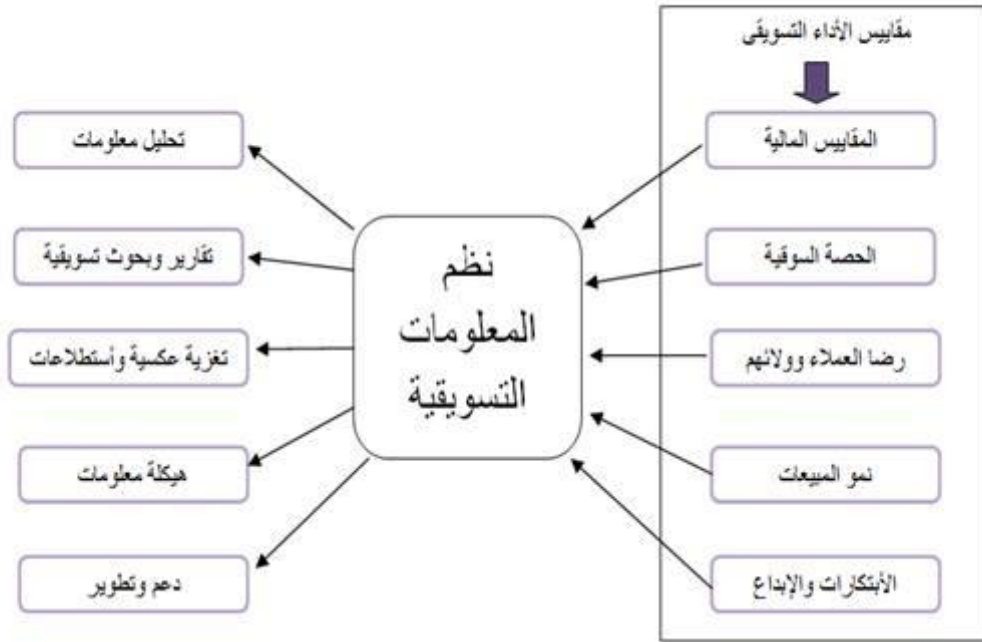 مقاييس الأداء التسويقى
المقاييس المالية
الحصة السوقية
رضا العملاء وولائهم
نمو المبيعات
الأبتكارات والإبداع
نظم
المعلومات
التسويقية
تحليل معلومات
تقارير وبحوث تسويقية
تغزية عكسية وأستطلاعات
هيكلة معلومات
دعم وتطوير